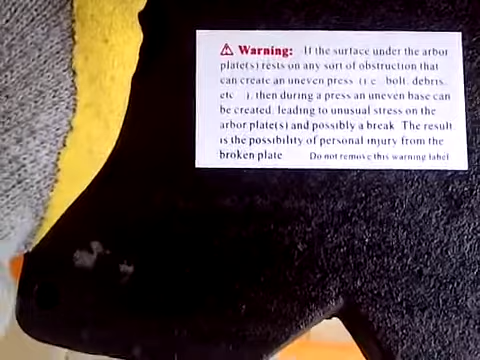 ⚠ Warning: If the surface under the arbor
plate(s) rests on any sort of obstruction that
can create an uneven press (i.e. bolt, debris,
etc ), then during a press an uneven base can
be created, leading to unusual stress on the
arbor plate(s) and possibly a break The result
is the possibility of personal injury from the
broken plate Do not remove this warning label